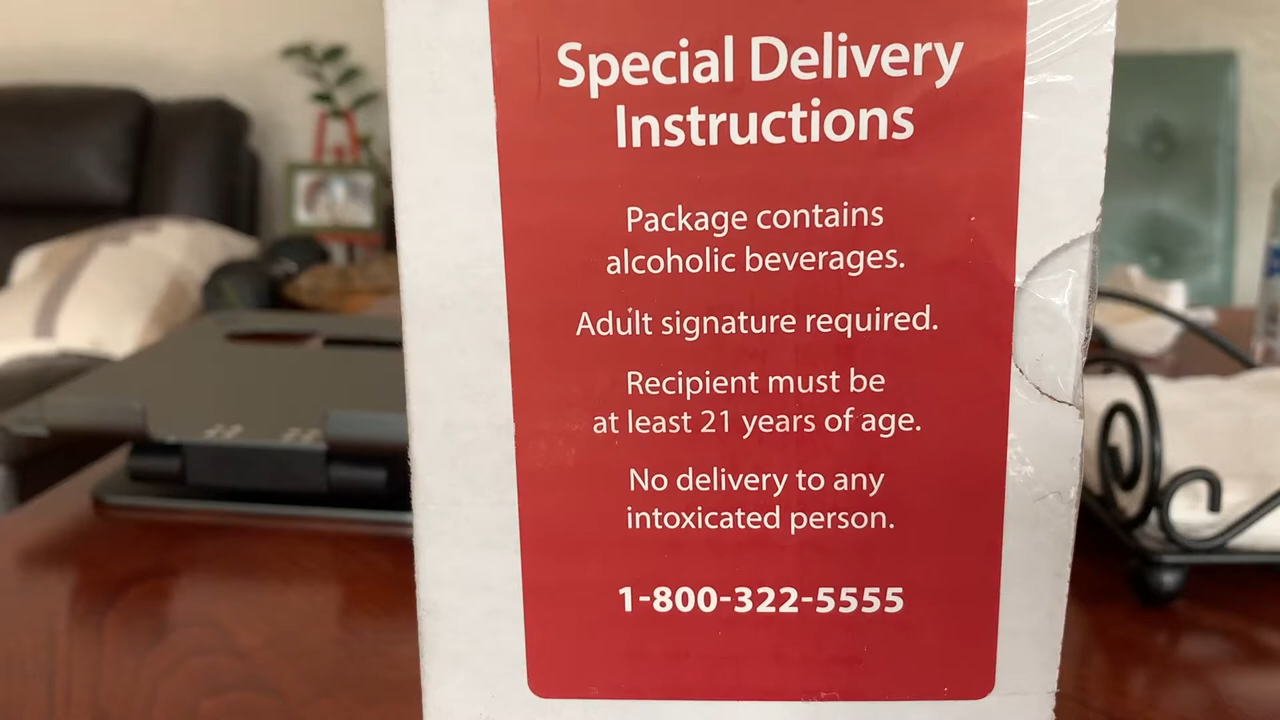 Special Delivery
Instructions
Package contains
alcoholic beverages.
Adult signature required.
Recipient must be
at least 21 years of age.
No delivery to any
intoxicated person.
1-800-322-5555